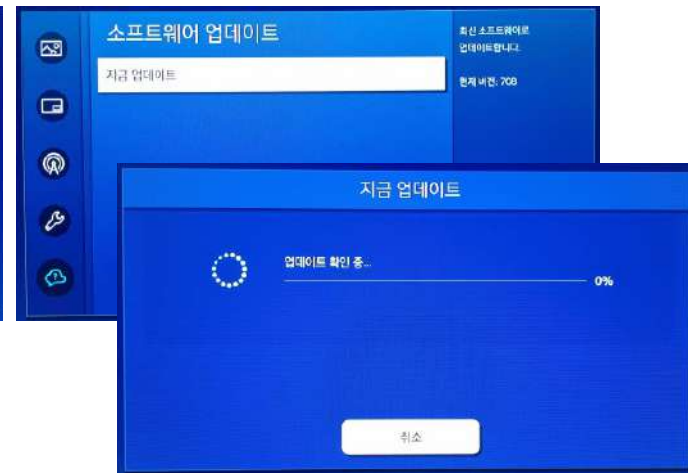 소프트웨어 업데이트
지금 업데이트
최신 소프트웨어로
업데이트합니다.
현재 버전: 708
지금 업데이트
업데이트 확인 중...
0%
취소